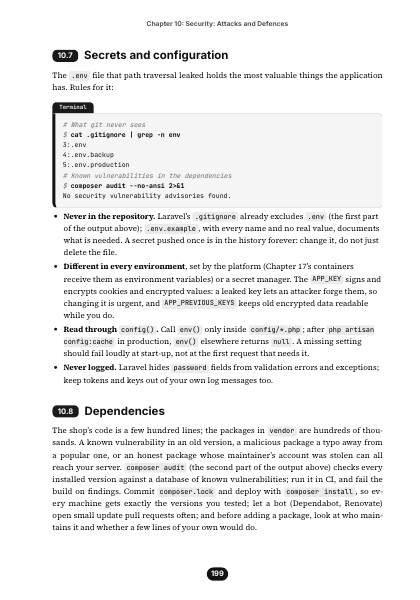 Chapter 10: Security: Attacks and Defences
10.7 Secrets and configuration
The .env file that path traversal leaked holds the most valuable things the application
has. Rules for it:
Terminal
# What git never sees
$ cat .gitignore | grep -n env
3:.env
4:.env.backup
5:.env.production
# Known vulnerabilities in the dependencies
$ composer audit --no-ansi 2>&1
No security vulnerability advisories found.
• Never in the repository. Laravel's .gitignore already excludes .env (the first part
of the output above); .env.example, with every name and no real value, documents
what is needed. A secret pushed once is in the history forever: change it, do not just
delete the file.
• Different in every environment, set by the platform (Chapter 17's containers
receive them as environment variables) or a secret manager. The APP_KEY signs and
encrypts cookies and encrypted values: a leaked key lets an attacker forge them, so
changing it is urgent, and APP_PREVIOUS_KEYS keeps old encrypted data readable
while you do.
• Read through config(). Call env() only inside config/*.php; after php artisan
config:cache in production, env() elsewhere returns null. A missing setting
should fail loudly at start-up, not at the first request that needs it.
• Never logged. Laravel hides password fields from validation errors and exceptions;
keep tokens and keys out of your own log messages too.
10.8 Dependencies
The shop's code is a few hundred lines; the packages in vendor are hundreds of thou-
sands. A known vulnerability in an old version, a malicious package a typo away from
a popular one, or an honest package whose maintainer's account was stolen can all
reach your server. composer audit (the second part of the output above) checks every
installed version against a database of known vulnerabilities; run it in CI, and fail the
build on findings. Commit composer.lock and deploy with composer install, so ev-
ery machine gets exactly the versions you tested; let a bot (Dependabot, Renovate)
open small update pull requests often; and before adding a package, look at who main-
tains it and whether a few lines of your own would do.
199